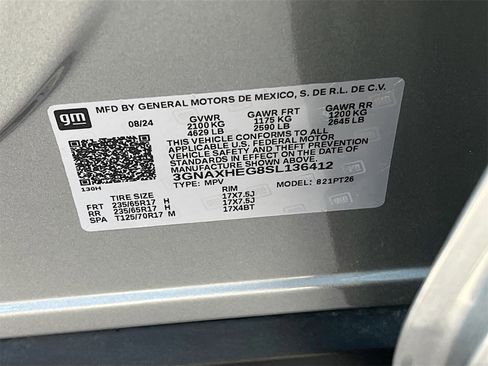 gm
MFD BY GENERAL MOTORS DE MEXICO, S. DE R.L. DE C.V.
08/24 GVWR GAWR FRT GAWR RR
2100 KG 1175 KG 1200 KG
4629 LB 2590 LB 2645 LB
THIS VEHICLE CONFORMS TO ALL
APPLICABLE U.S. FEDERAL MOTOR
VEHICLE SAFETY AND THEFT PREVENTION
STANDARDS IN EFFECT ON THE DATE OF
MANUFACTURE SHOWN ABOVE.
3GNAXHEG8SL136412
130H TYPE: MPV MODEL: 821PT26
TIRE SIZE RIM
FRT 235/65R17 H 17X7.5J
RR 235/65R17 H 17X7.5J
SPA T125/70R17 M 17X4BT